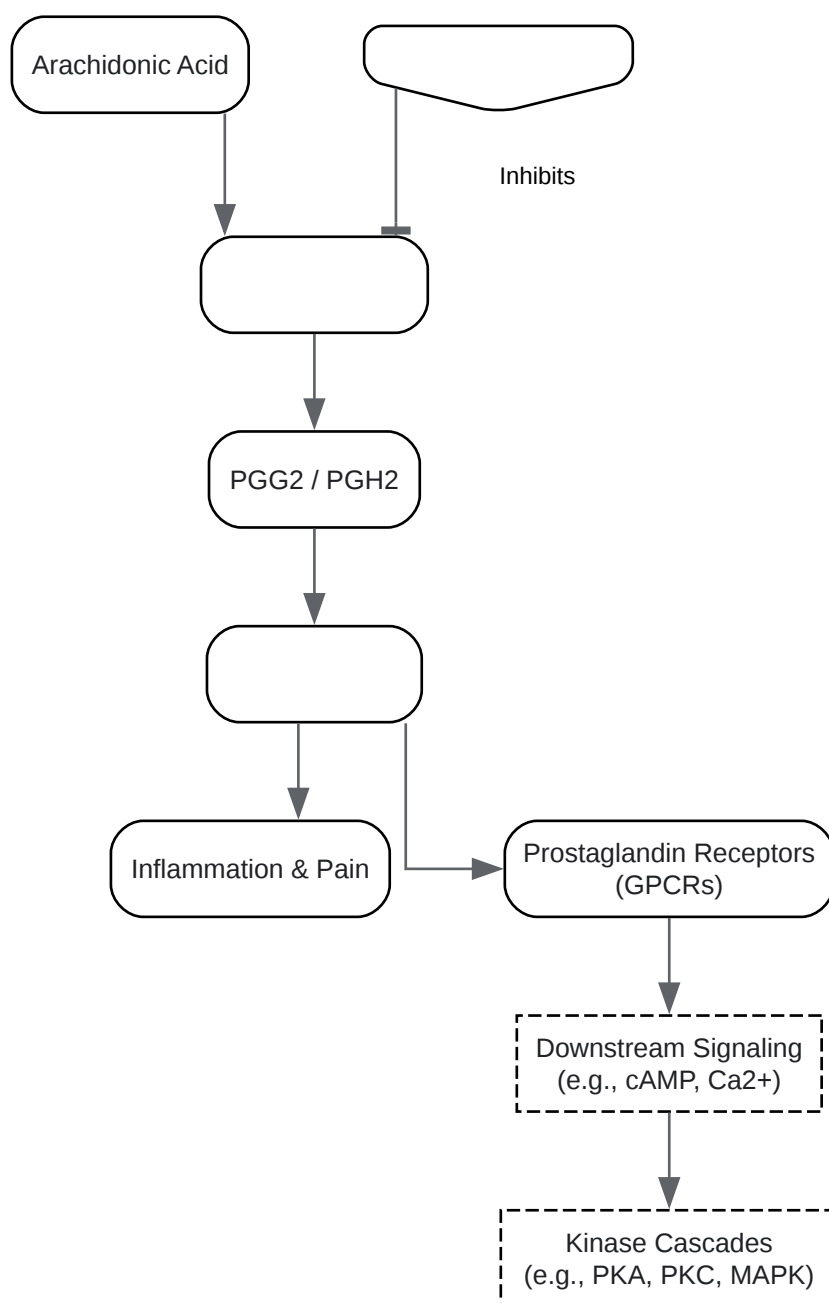 Arachidonic Acid
Inhibits
PGG2 / PGH2
Inflammation & Pain
Prostaglandin Receptors
(GPCRs)
Downstream Signaling
(e.g., cAMP, Ca2+)
Kinase Cascades
(e.g., PKA, PKC, MAPK)